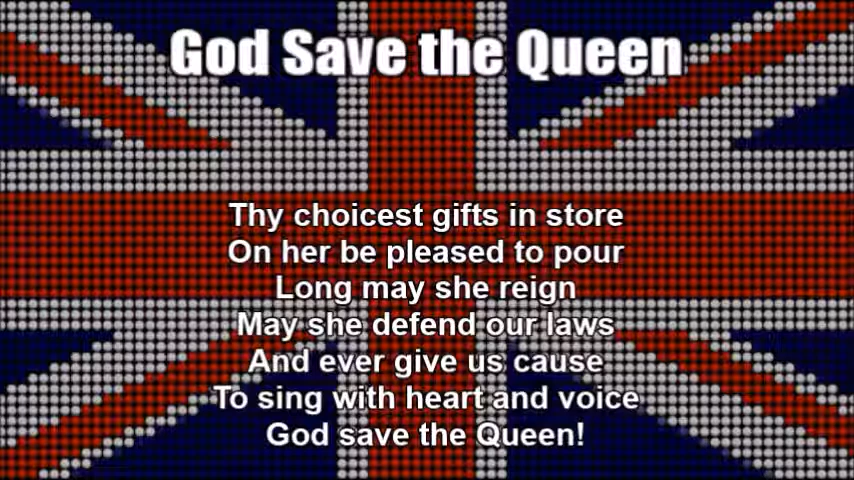 God Save the Queen
Thy choicest gifts in store
On her be pleased to pour
Long may she reign
May she defend our laws
And ever give us cause
To sing with heart and voice
God save the Queen!